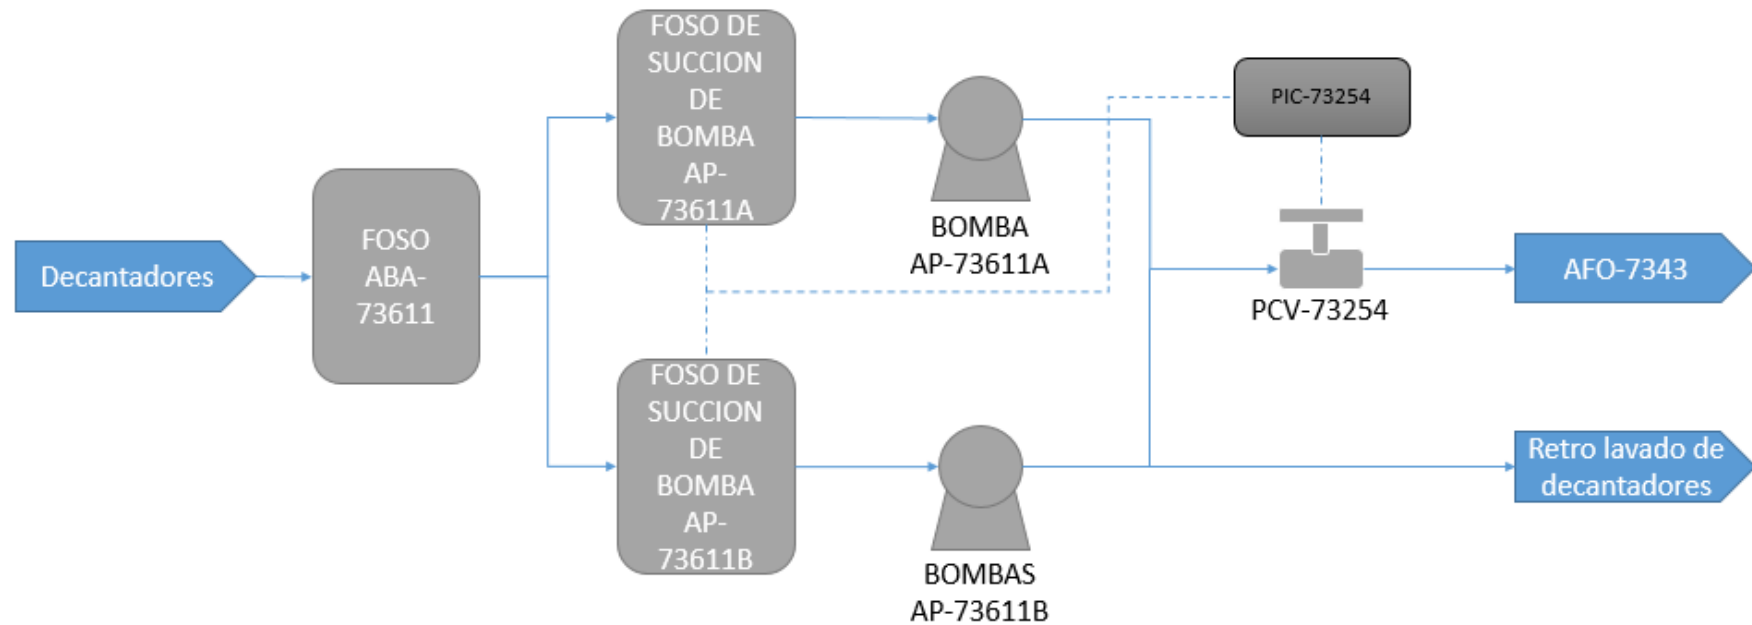 Decantadores
FOSO
ABA-
73611
FOSO DE
SUCCION
DE
BOMBA
AP-
73611A
BOMBA
AP-73611A
FOSO DE
SUCCION
DE
BOMBA
AP-
73611B
BOMBAS
AP-73611B
PIC-73254
PCV-73254
AFO-7343
Retro lavado de
decantadores